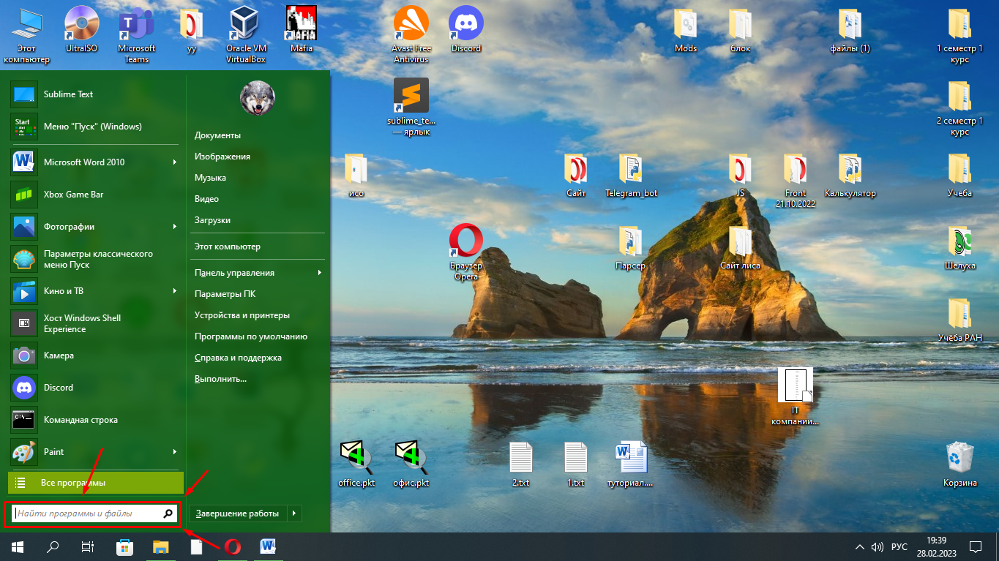 Этот
компьютер
UltraISO
Microsoft
Teams
уу
Oracle VM
VirtualBox
MAFIA
Mafia
Avast Free
Antivirus
Discord
Mods
блок
файлы (1)
1 семестр 1
курс
Sublime Text
Start
Меню "Пуск" (Windows)
Microsoft Word 2010
Xbox Game Bar
Фотографии
Параметры классического
меню Пуск
Кино и ТВ
Хост Windows Shell
Experience
Камера
Discord
Командная строка
Paint
Все программы
Найти программы и файлы
Документы
Изображения
Музыка
Видео
Загрузки
Этот компьютер
Панель управления
Параметры ПК
Устройства и принтеры
Программы по умолчанию
Справка и поддержка
Выполнить...
Завершение работы
sublime_te...
— ярлык
2 семестр 1
курс
исо
Сайт
Telegram_bot
JS
Front
21.10.2022
Калькулятор
Учеба
Браузер
Opera
Парсер
Сайт лиса
Шелуха
Учеба РАН
IT
компании...
office.pkt
офис.pkt
2.txt
1.txt
туториал....
Корзина
РУС
19:39
28.02.2023